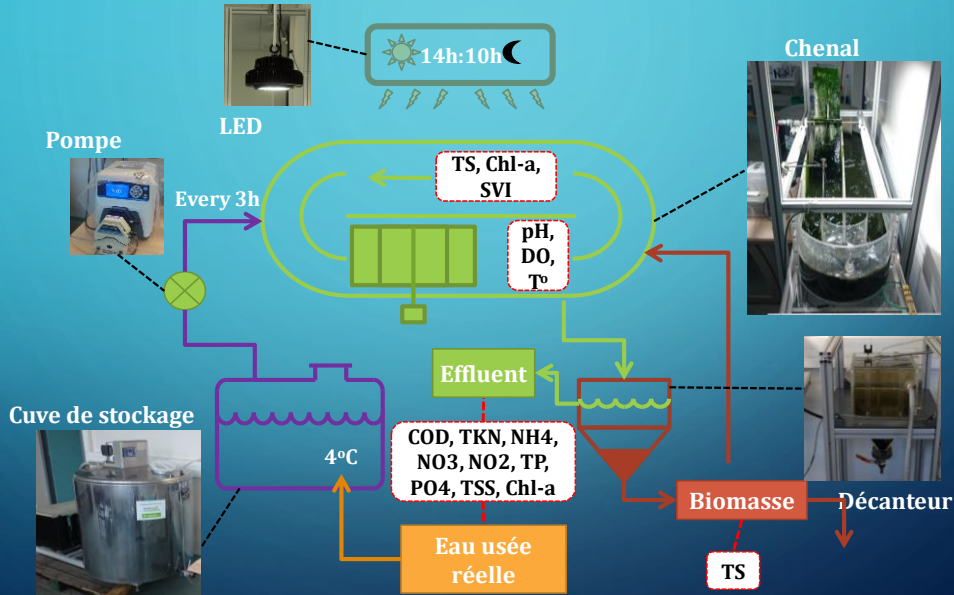 14h:10h
Chenal
LED
Pompe
Every 3h
TS, Chl-a,
SVI
pH,
DO,
Tº
Effluent
Cuve de stockage
4ºC
COD, TKN, NH4,
NO3, NO2, TP,
PO4, TSS, Chl-a
Biomasse
Décanteur
Eau usée
réelle
TS